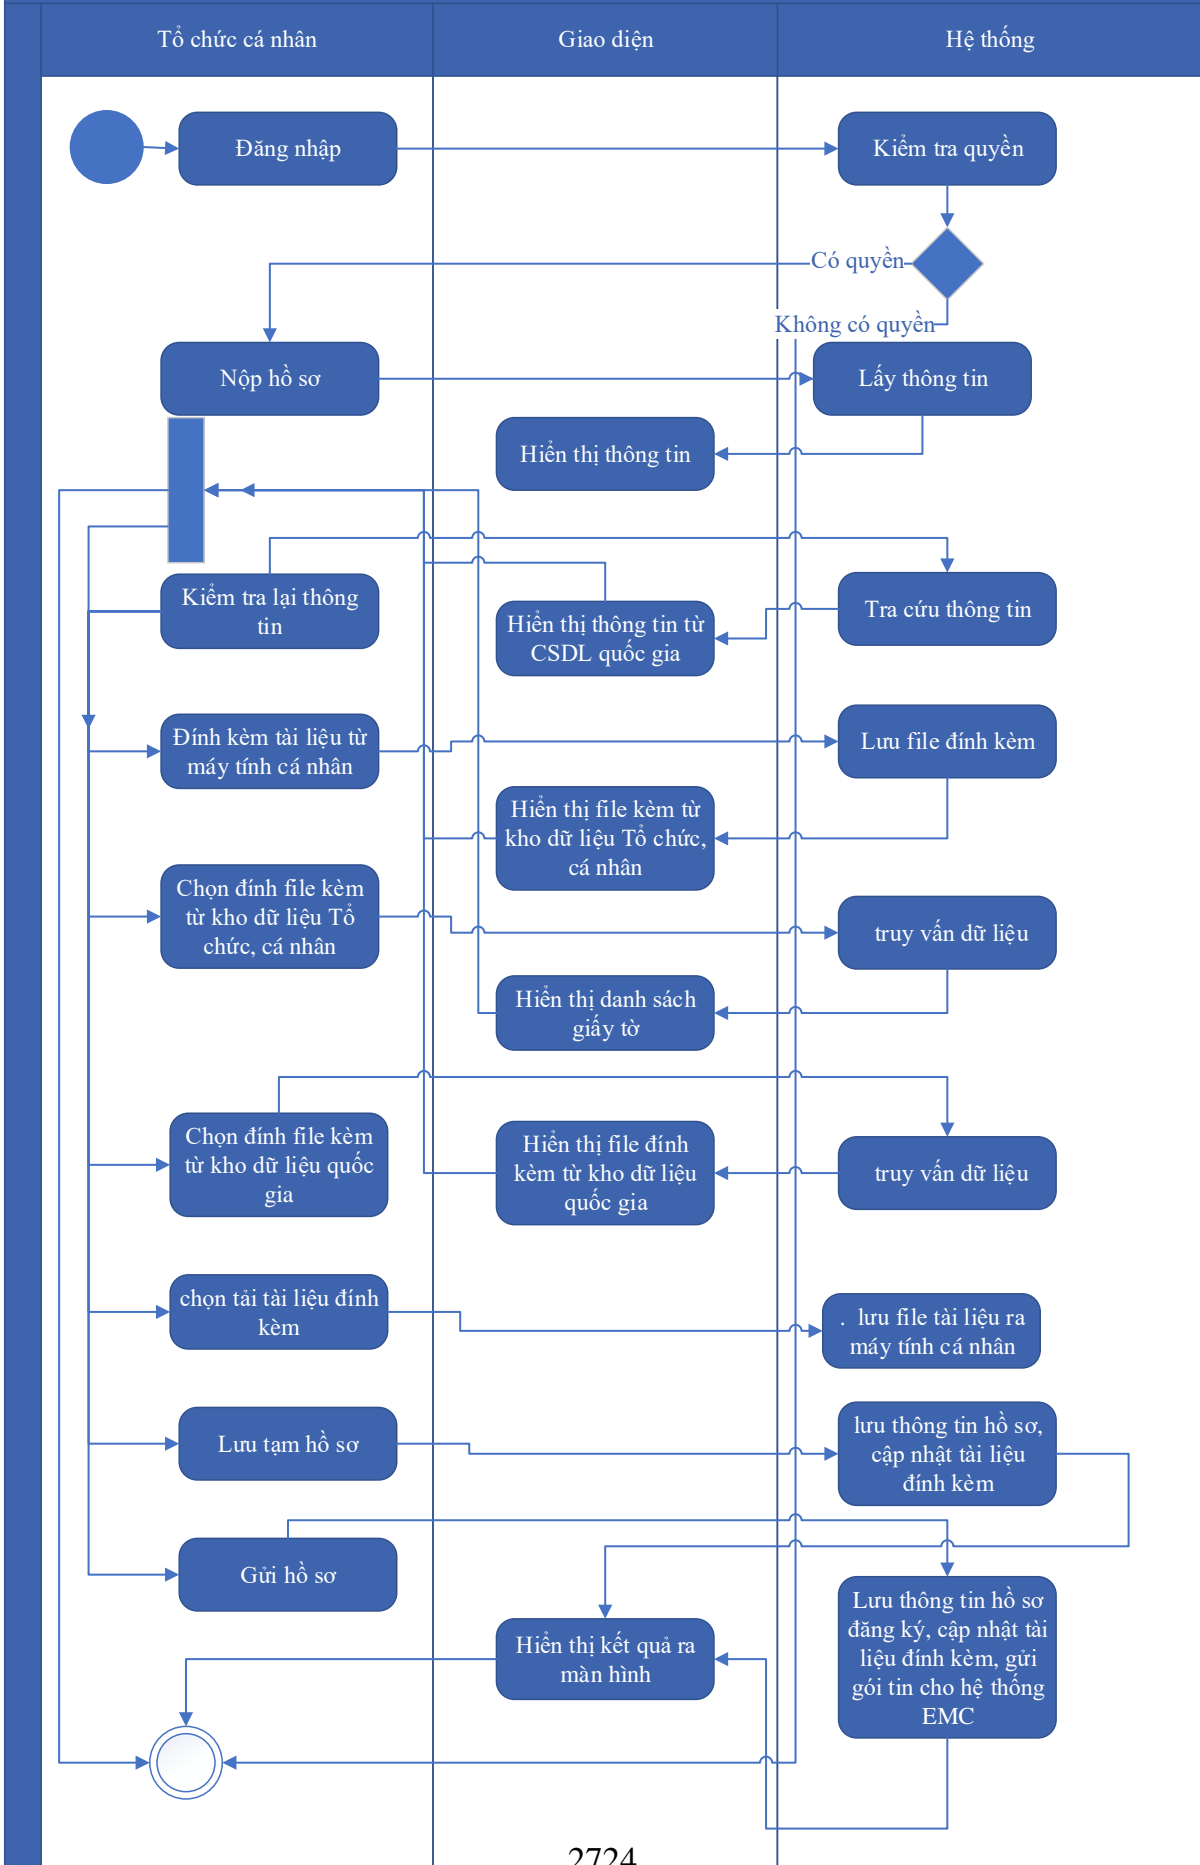 Tổ chức cá nhân
Giao diện
Hệ thống
Đăng nhập
Kiểm tra quyền
Có quyền
Không có quyền
Nộp hồ sơ
Lấy thông tin
Hiển thị thông tin
Kiểm tra lại thông
tin
Hiển thị thông tin từ
CSDL quốc gia
Tra cứu thông tin
Đính kèm tài liệu từ
máy tính cá nhân
Lưu file đính kèm
Hiển thị file kèm từ
kho dữ liệu Tổ chức,
cá nhân
Chọn đính file kèm
từ kho dữ liệu Tổ
chức, cá nhân
truy vấn dữ liệu
Hiển thị danh sách
giấy tờ
Chọn đính file kèm
từ kho dữ liệu quốc
gia
Hiển thị file đính
kèm từ kho dữ liệu
quốc gia
truy vấn dữ liệu
chọn tải tài liệu đính
kèm
. lưu file tài liệu ra
máy tính cá nhân
Lưu tạm hồ sơ
lưu thông tin hồ sơ,
cập nhật tài liệu
đính kèm
Gửi hồ sơ
Hiển thị kết quả ra
màn hình
Lưu thông tin hồ sơ
đăng ký, cập nhật tài
liệu đính kèm, gửi
gói tin cho hệ thống
EMC
2724